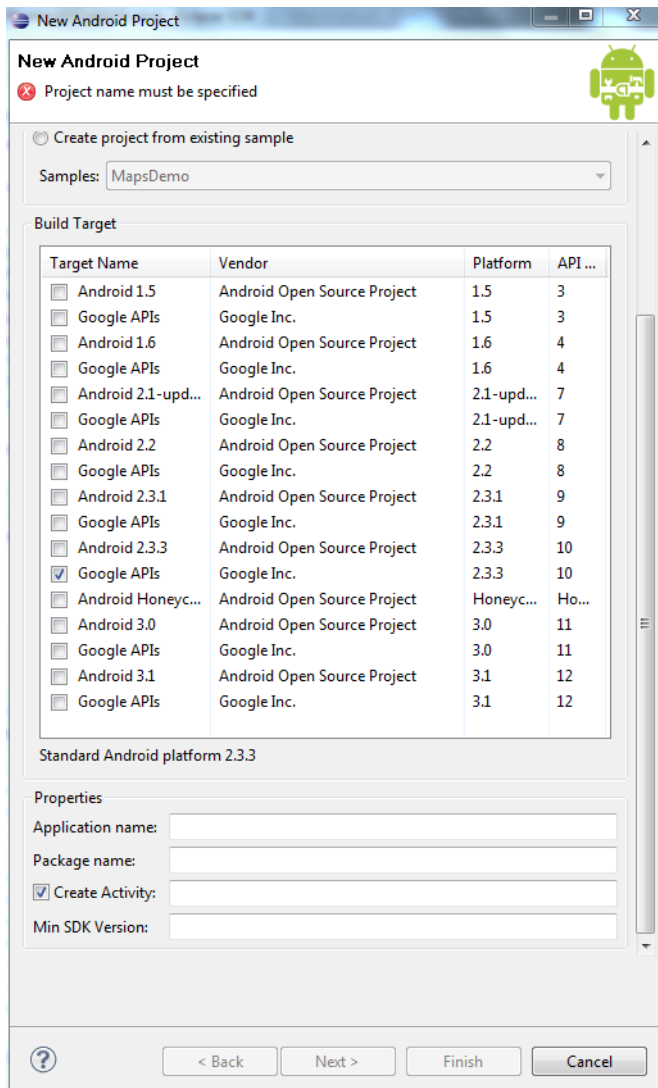 New Android Project
New Android Project
Project name must be specified
Create project from existing sample
Samples: MapsDemo
Build Target
Target Name Vendor Platform API ...
Android 1.5 Android Open Source Project 1.5 3
Google APIs Google Inc. 1.5 3
Android 1.6 Android Open Source Project 1.6 4
Google APIs Google Inc. 1.6 4
Android 2.1-upd... Android Open Source Project 2.1-upd... 7
Google APIs Google Inc. 2.1-upd... 7
Android 2.2 Android Open Source Project 2.2 8
Google APIs Google Inc. 2.2 8
Android 2.3.1 Android Open Source Project 2.3.1 9
Google APIs Google Inc. 2.3.1 9
Android 2.3.3 Android Open Source Project 2.3.3 10
Google APIs Google Inc. 2.3.3 10
Android Honeyc... Android Open Source Project Honeyc... Ho...
Android 3.0 Android Open Source Project 3.0 11
Google APIs Google Inc. 3.0 11
Android 3.1 Android Open Source Project 3.1 12
Google APIs Google Inc. 3.1 12
Standard Android platform 2.3.3
Properties
Application name:
Package name:
Create Activity:
Min SDK Version:
? < Back Next > Finish Cancel